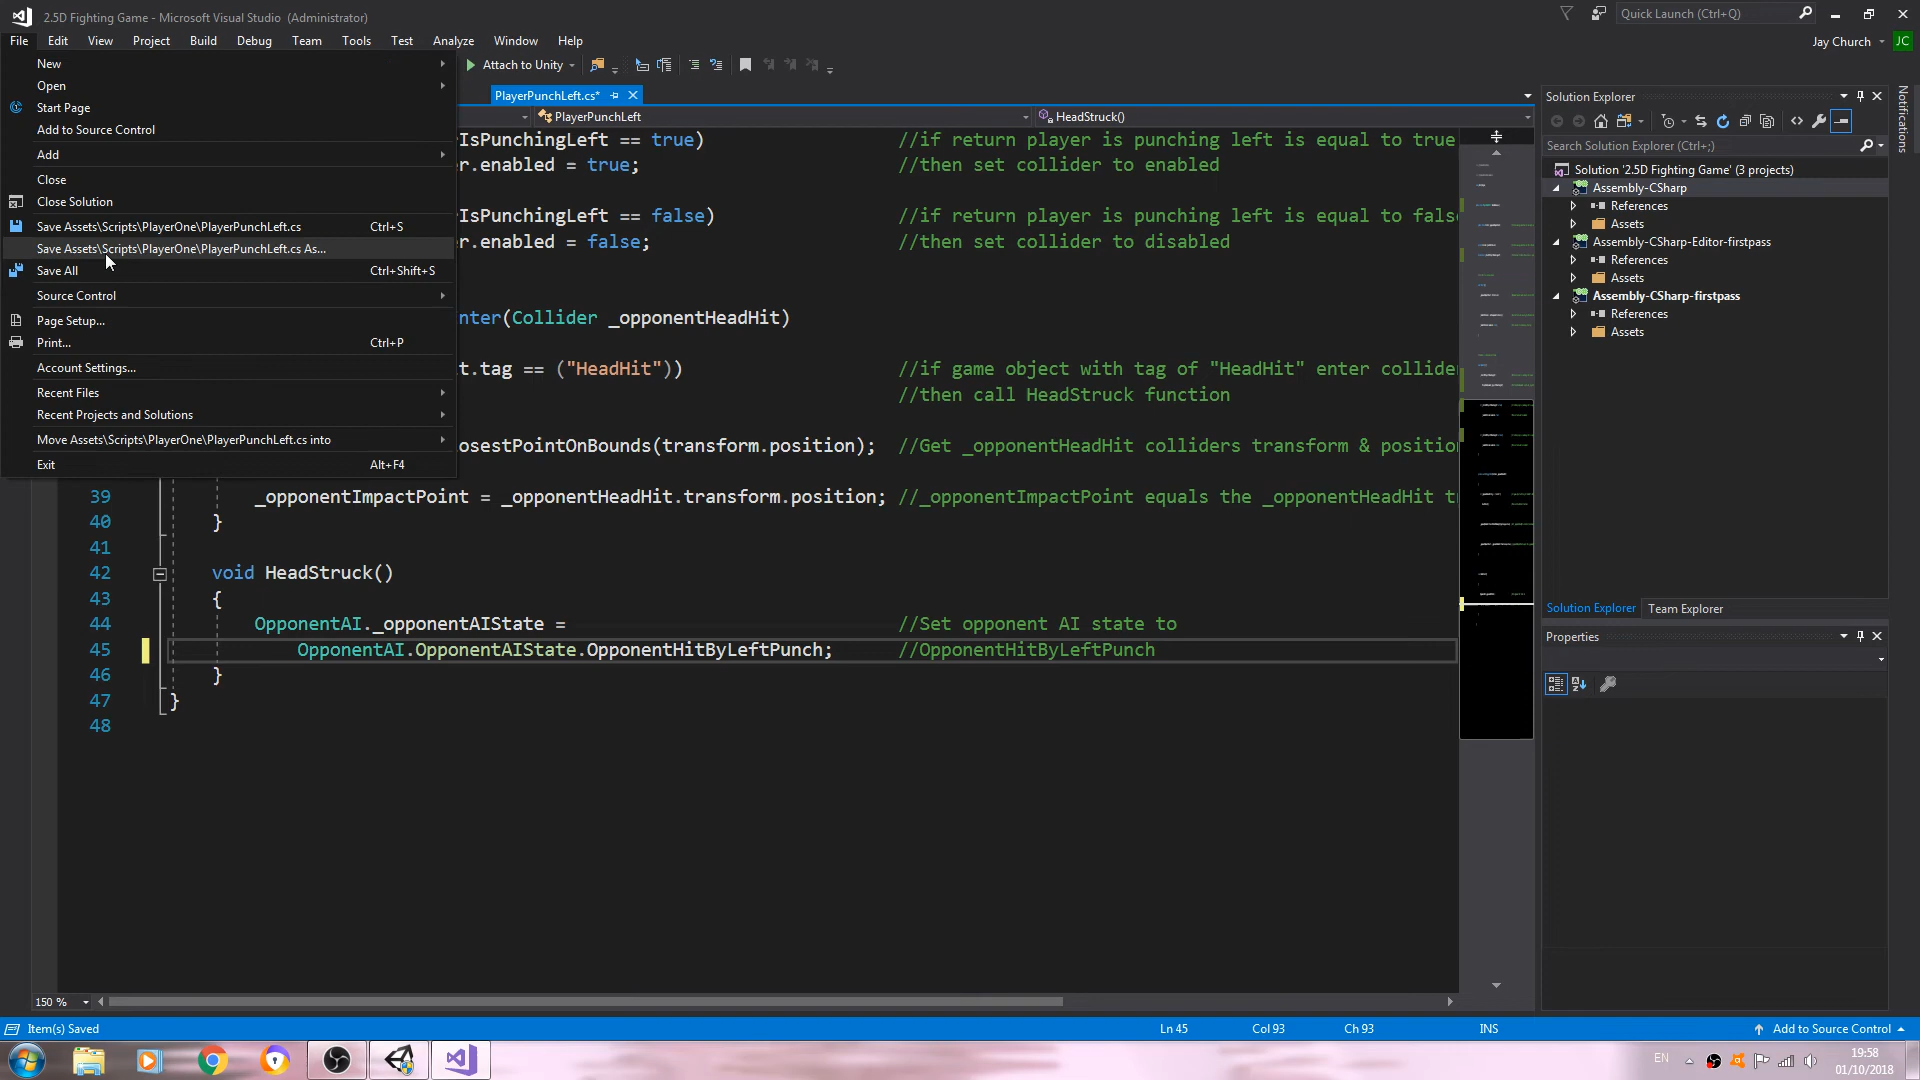 2.5D Fighting Game - Microsoft Visual Studio (Administrator)
Quick Launch (Ctrl+Q)
File Edit View Project Build Debug Team Tools Test Analyze Window Help
Jay Church JC
New
Attach to Unity
Open
PlayerPunchLeft.cs*
Solution Explorer
Notifications
Start Page
PlayerPunchLeft
HeadStruck()
Add to Source Control
IsPunchingLeft == true) //if return player is punching left is equal to true
Search Solution Explorer (Ctrl+;)
Add
r.enabled = true; //then set collider to enabled
Solution '2.5D Fighting Game' (3 projects)
Close
Assembly-CSharp
Close Solution
References
IsPunchingLeft == false) //if return player is punching left is equal to fals
Assets
Save Assets\Scripts\PlayerOne\PlayerPunchLeft.cs Ctrl+S
r.enabled = false; //then set collider to disabled
Assembly-CSharp-Editor-firstpass
Save Assets\Scripts\PlayerOne\PlayerPunchLeft.cs As...
References
Save All Ctrl+Shift+S
Assets
Source Control
Assembly-CSharp-firstpass
Page Setup...
nter(Collider _opponentHeadHit)
References
Print... Ctrl+P
Assets
Account Settings...
t.tag == ("HeadHit")) //if game object with tag of "HeadHit" enter collide
Recent Files
//then call HeadStruck function
Recent Projects and Solutions
Move Assets\Scripts\PlayerOne\PlayerPunchLeft.cs into
osestPointOnBounds(transform.position); //Get _opponentHeadHit colliders transform & positio
Exit Alt+F4
39 _opponentImpactPoint = _opponentHeadHit.transform.position; //_opponentImpactPoint equals the _opponentHeadHit t
40 }
41
42 void HeadStruck()
43 {
44 OpponentAI._opponentAIState = //Set opponent AI state to
45 OpponentAI.OpponentAIState.OpponentHitByLeftPunch; //OpponentHitByLeftPunch
46 }
47 }
48
Solution Explorer Team Explorer
Properties
150 %
Item(s) Saved
Ln 45 Col 93 Ch 93 INS
Add to Source Control
EN
19:58
01/10/2018